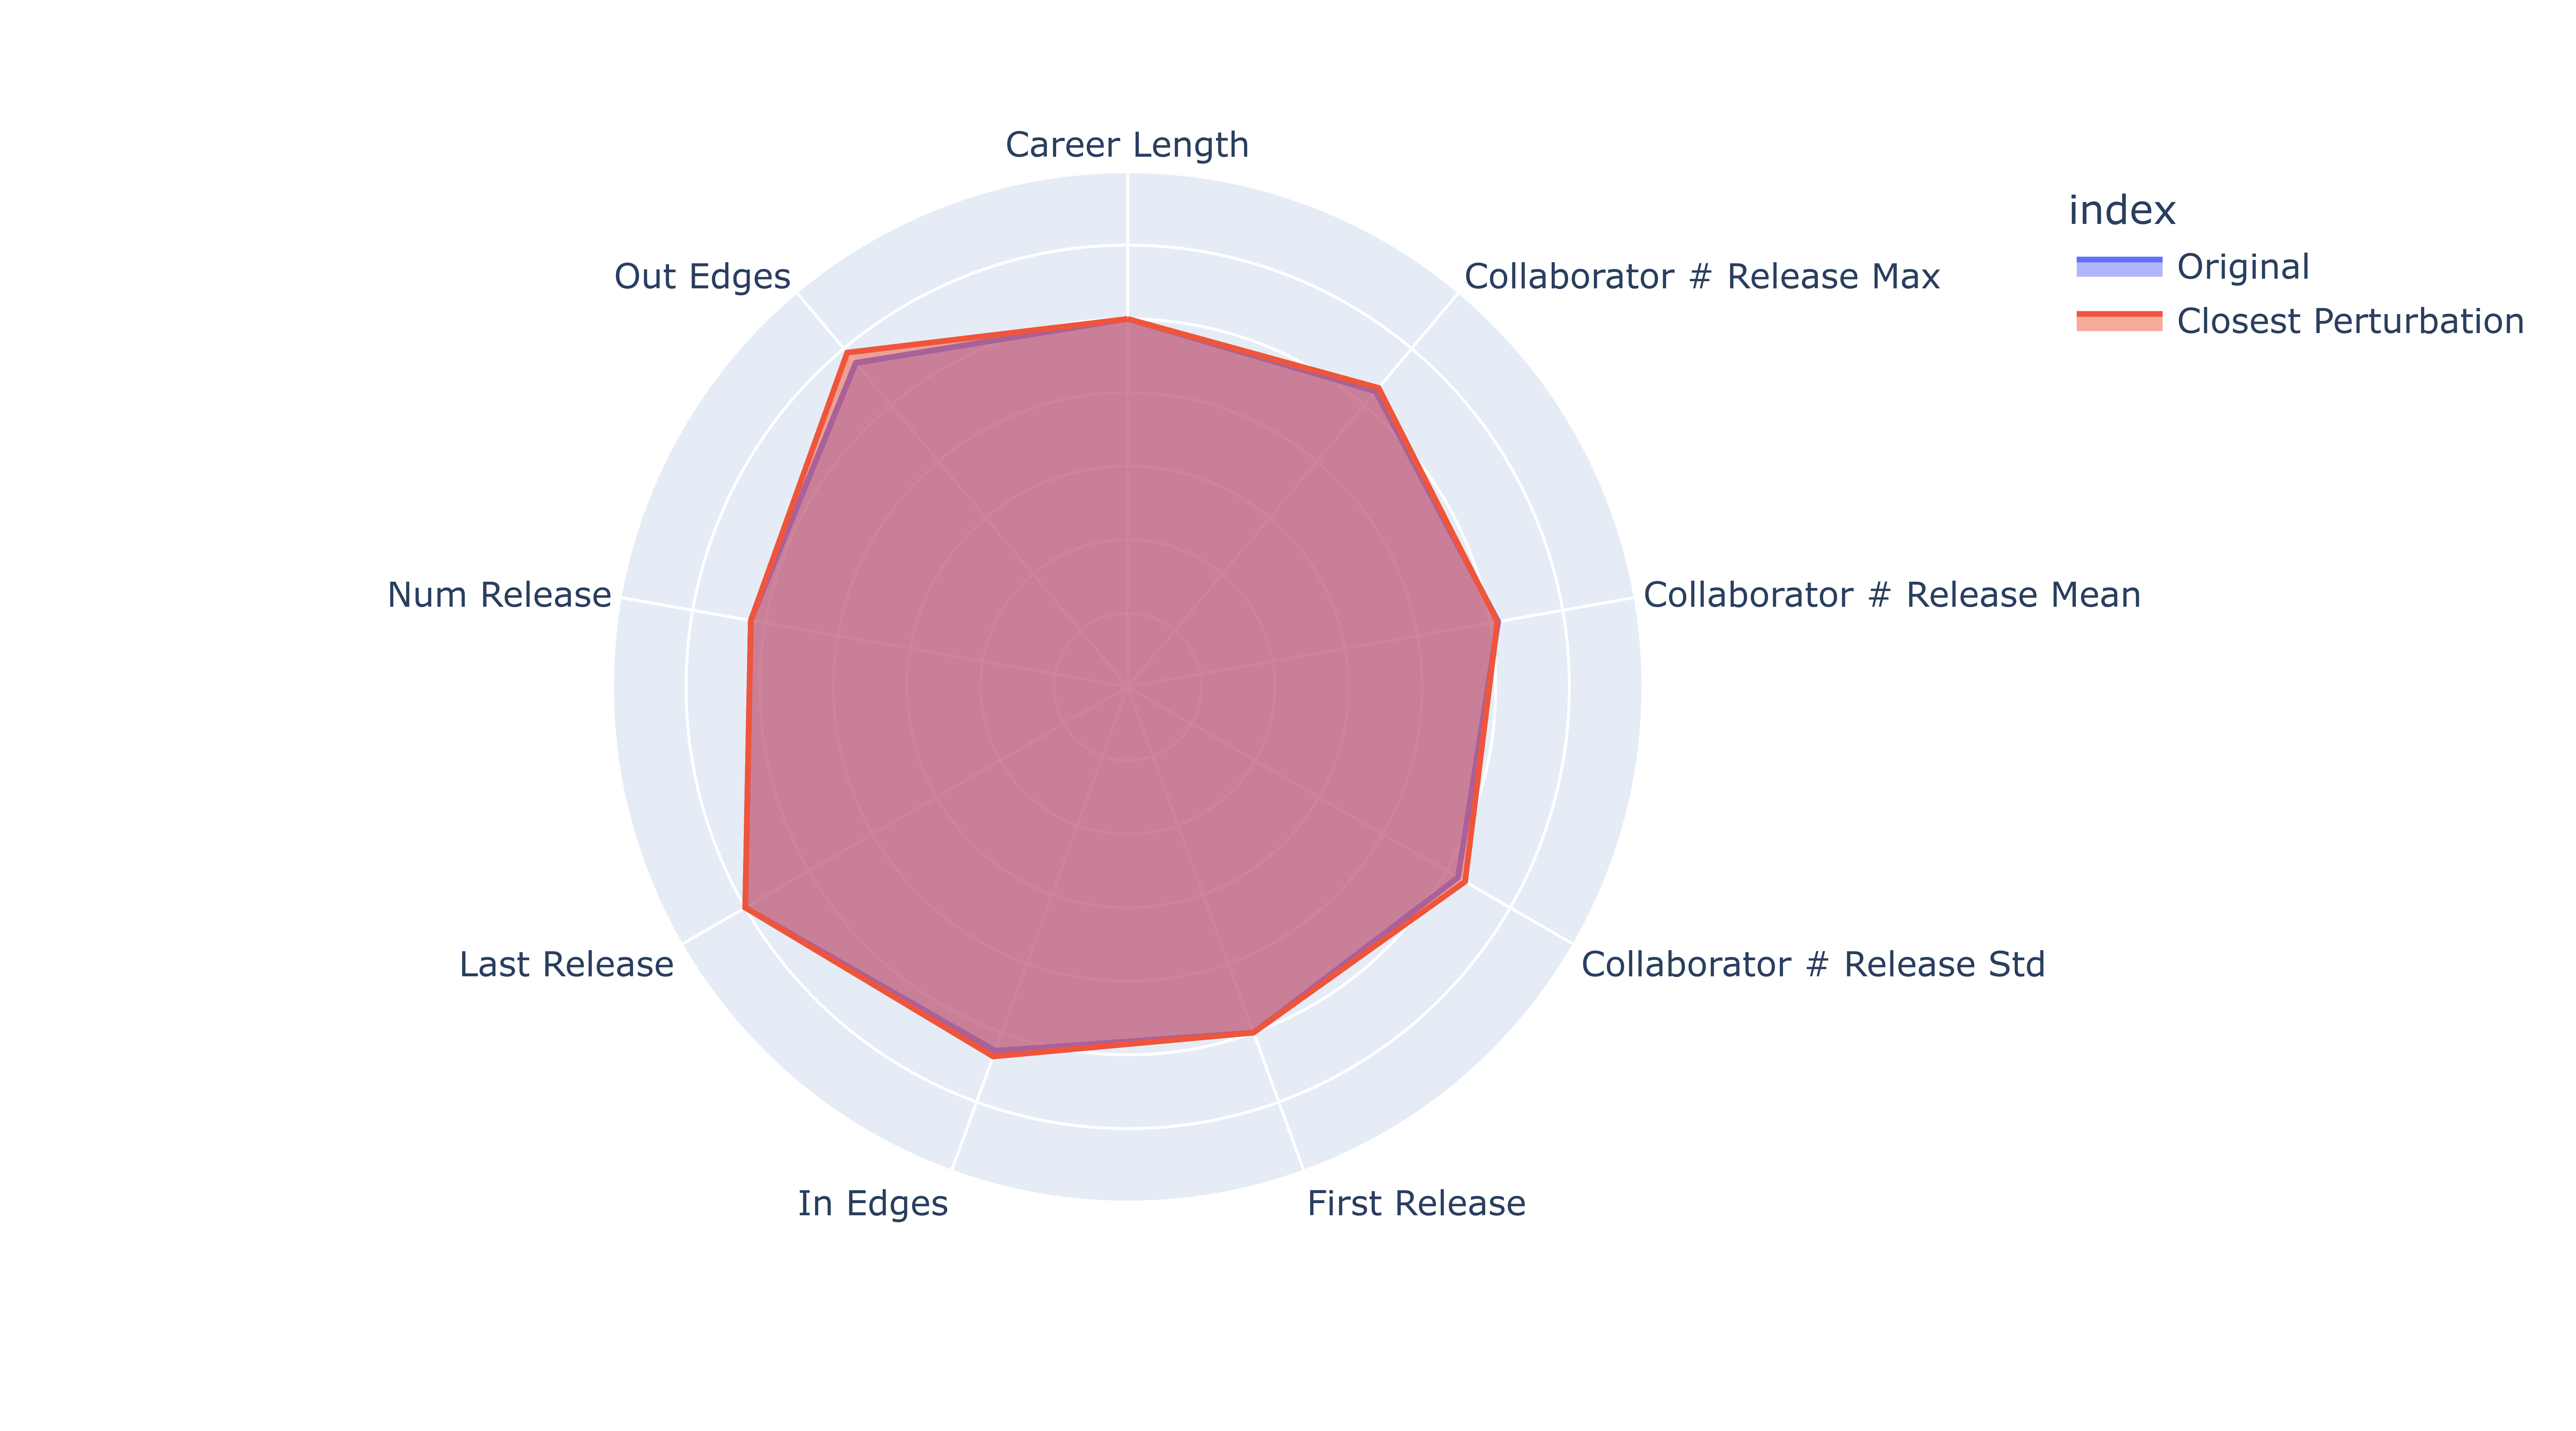 Career Length
Out Edges
Collaborator # Release Max
Num Release
Collaborator # Release Mean
Last Release
Collaborator # Release Std
In Edges
First Release
index
Original
Closest Perturbation